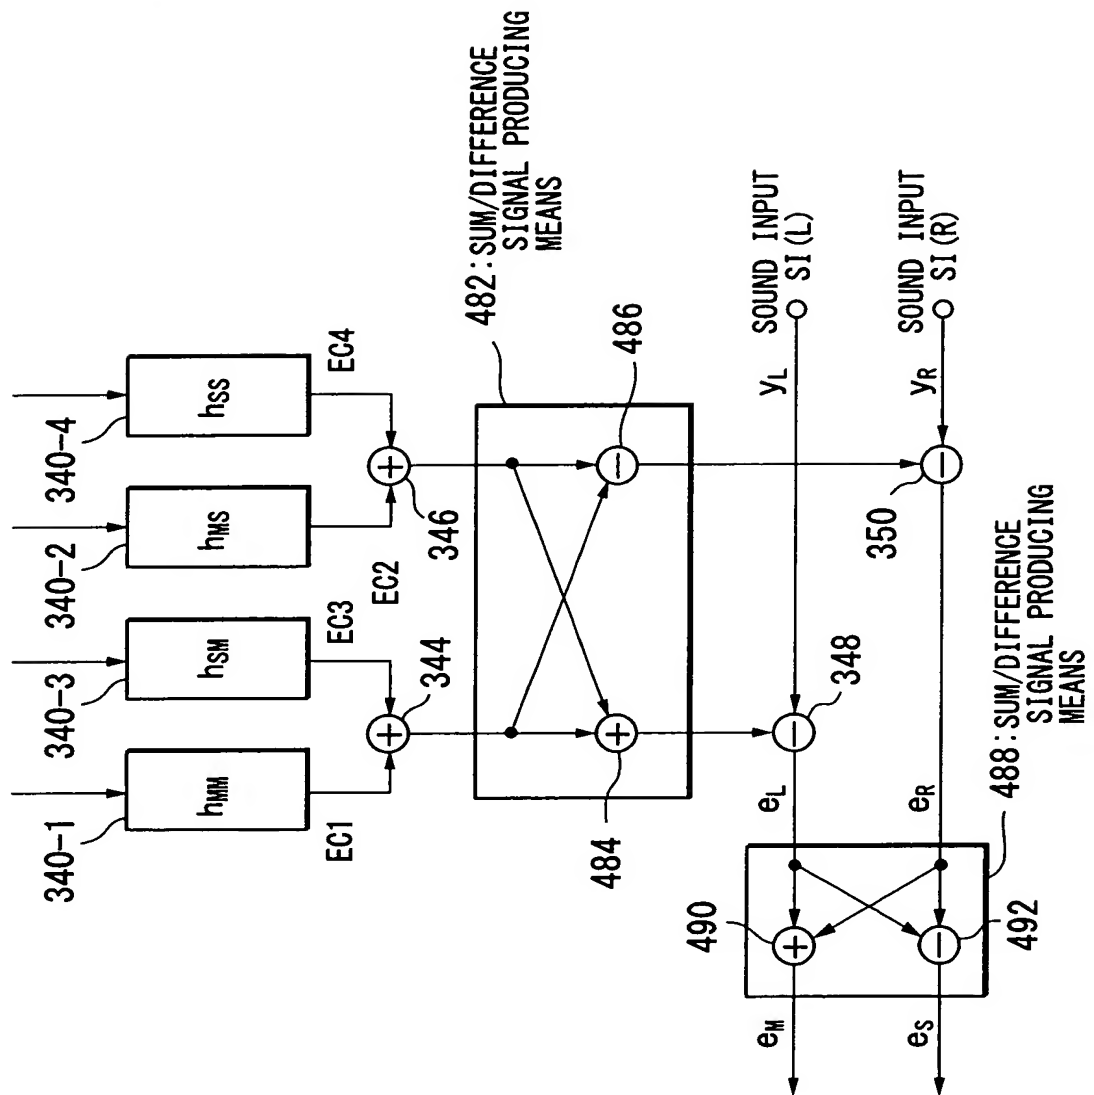 340-1
340-3
340-2
340-4
hMM
hSM
hMS
hSS
EC1
EC3
EC2
EC4
344
346
482:SUM/DIFFERENCE
SIGNAL PRODUCING
MEANS
484
486
SOUND INPUT
SI(L)
yL
348
eL
SOUND INPUT
SI(R)
yR
350
eR
488:SUM/DIFFERENCE
SIGNAL PRODUCING
MEANS
490
492
eM
eS